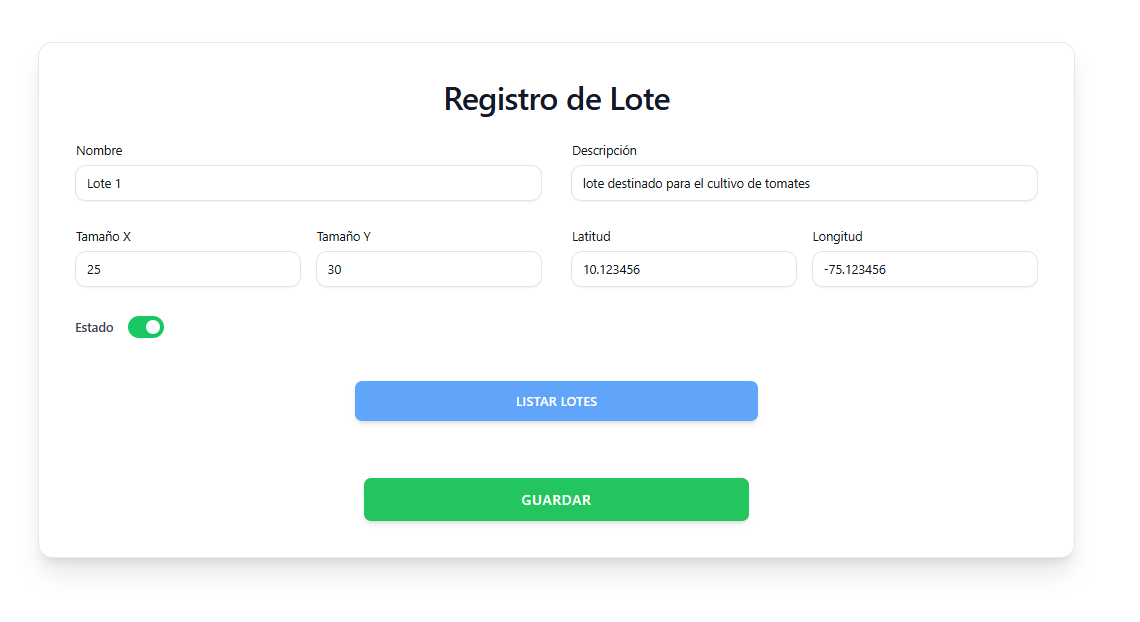 Registro de Lote
Nombre
Descripción
Lote 1
lote destinado para el cultivo de tomates
Tamaño X
Tamaño Y
Latitud
Longitud
25
30
10.123456
-75.123456
Estado
LISTAR LOTES
GUARDAR